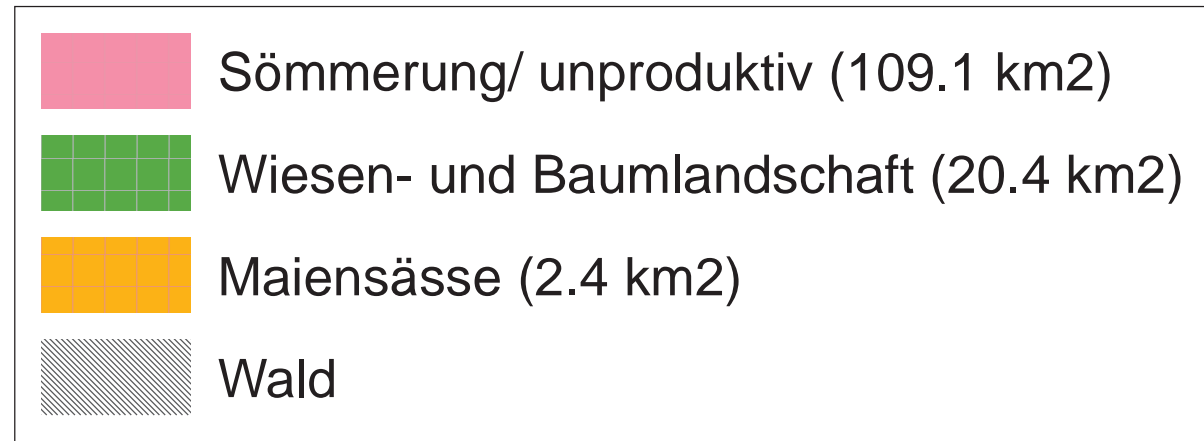 Sömmerung/ unproduktiv (109.1 km2)
Wiesen- und Baumlandschaft (20.4 km2)
Maiensässe (2.4 km2)
Wald